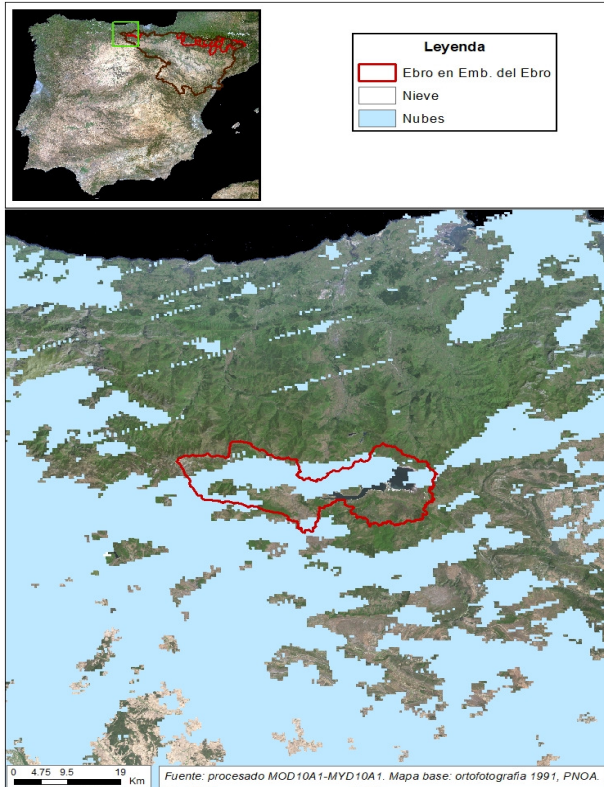 Leyenda
Ebro en Emb. del Ebro
Nieve
Nubes
0 4.75 9.5 19
Km
Fuente: procesado MOD10A1-MYD10A1. Mapa base: ortofotografía 1991, PNOA.